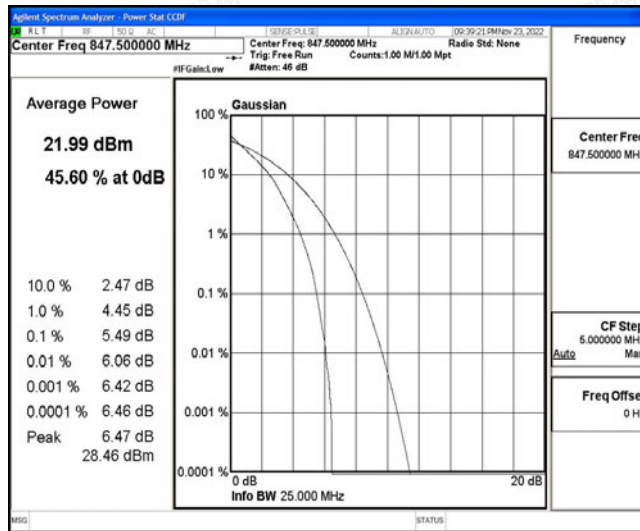 Agilent Spectrum Analyzer - Power Stat CCDF
R L T RF 50 Ω AC SENSE:PULSE ALIGN AUTO 09:39:21 PM Nov 23, 2022
Center Freq 847.500000 MHz
Center Freq: 847.500000 MHz Radio Std: None
Trig: Free Run Counts:1.00 M/1.00 Mpt
#IFGain:Low #Atten: 46 dB
Frequency
Average Power
21.99 dBm
45.60 % at 0dB
10.0 % 2.47 dB
1.0 % 4.45 dB
0.1 % 5.49 dB
0.01 % 6.06 dB
0.001 % 6.42 dB
0.0001 % 6.46 dB
Peak 6.47 dB
28.46 dBm
Gaussian
100 %
10 %
1 %
0.1 %
0.01 %
0.001 %
0.0001 %
0 dB 20 dB
Info BW 25.000 MHz
Center Fre
847.500000 MH
CF Step
5.000000 MH
Auto Ma
Freq Offse
0 H
MSG STATUS